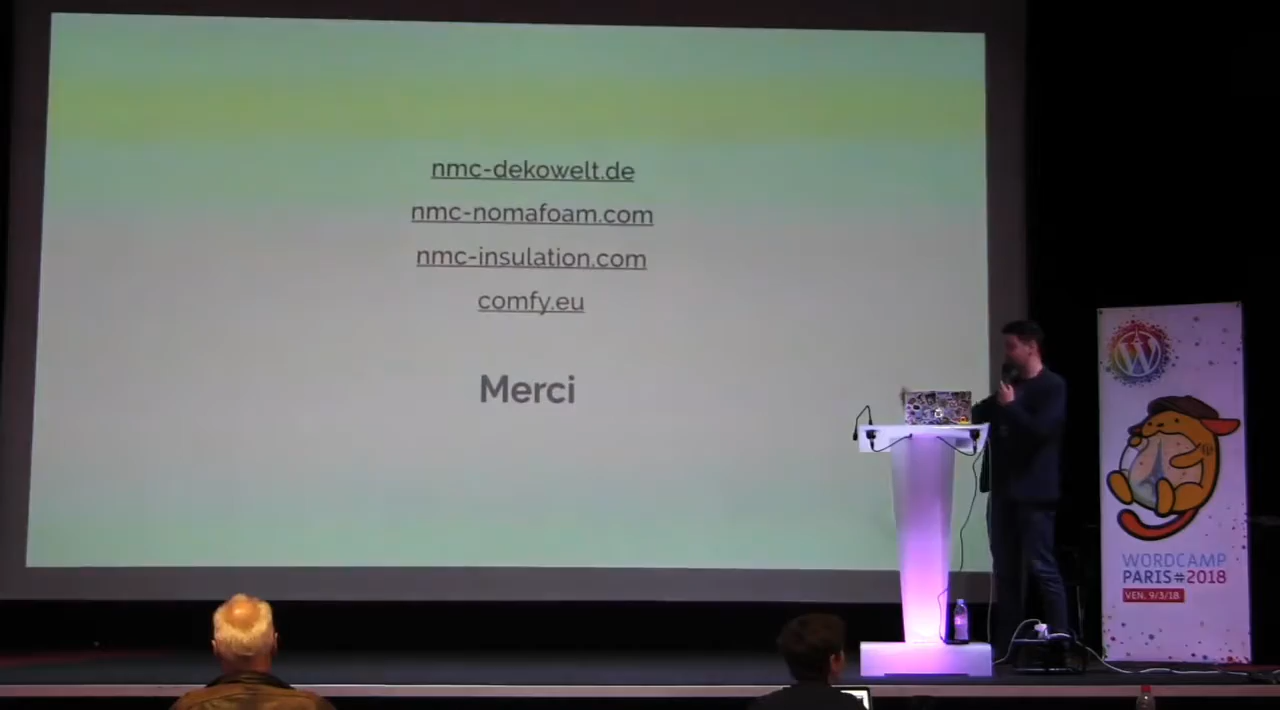 nmc-dekowelt.de
nmc-nomafoam.com
nmc-insulation.com
comfy.eu
Merci
WORDCAMP
PARIS#2018
VEN. 9/3/18